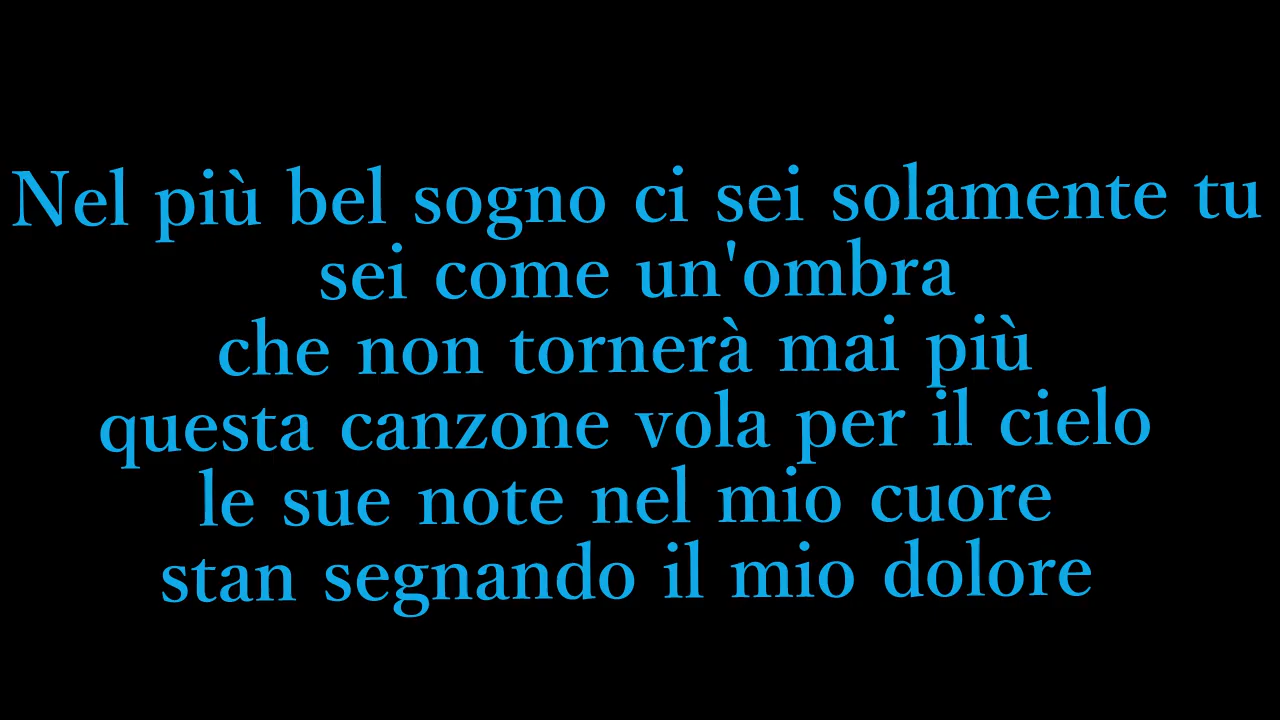 Nel più bel sogno ci sei solamente tu
sei come un'ombra
che non tornerà mai più
questa canzone vola per il cielo
le sue note nel mio cuore
stan segnando il mio dolore